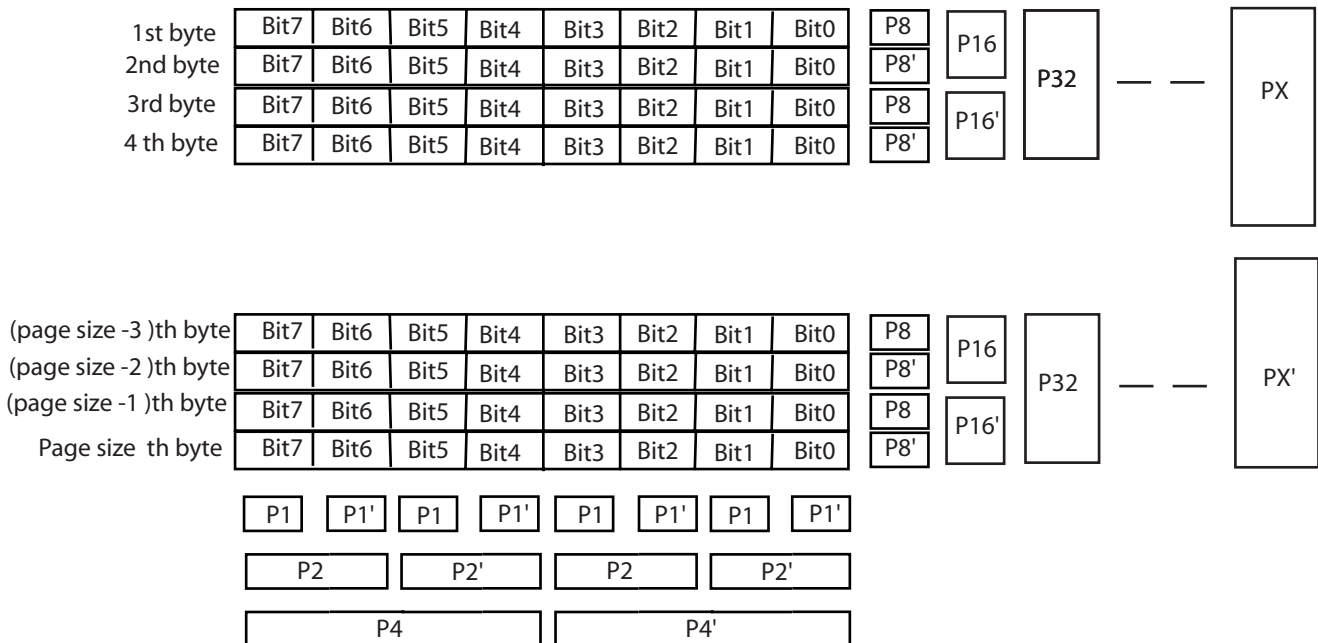 1st byte Bit7 Bit6 Bit5 Bit4 Bit3 Bit2 Bit1 Bit0 P8 P16 P32 — — PX
2nd byte Bit7 Bit6 Bit5 Bit4 Bit3 Bit2 Bit1 Bit0 P8'
3rd byte Bit7 Bit6 Bit5 Bit4 Bit3 Bit2 Bit1 Bit0 P8 P16'
4 th byte Bit7 Bit6 Bit5 Bit4 Bit3 Bit2 Bit1 Bit0 P8'
(page size -3 )th byte Bit7 Bit6 Bit5 Bit4 Bit3 Bit2 Bit1 Bit0 P8 P16 P32 — — PX'
(page size -2 )th byte Bit7 Bit6 Bit5 Bit4 Bit3 Bit2 Bit1 Bit0 P8'
(page size -1 )th byte Bit7 Bit6 Bit5 Bit4 Bit3 Bit2 Bit1 Bit0 P8 P16'
Page size th byte Bit7 Bit6 Bit5 Bit4 Bit3 Bit2 Bit1 Bit0 P8'
P1 P1' P1 P1' P1 P1' P1 P1'
P2 P2' P2 P2'
P4 P4'